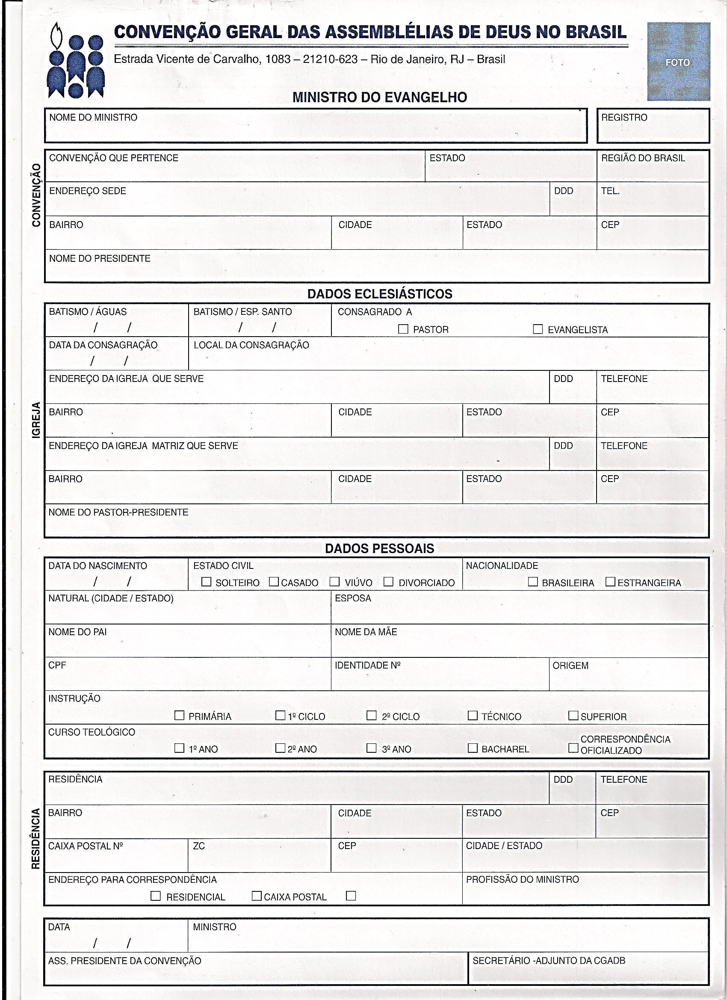 CONVENÇÃO GERAL DAS ASSEMBLÉLIAS DE DEUS NO BRASIL
Estrada Vicente de Carvalho, 1083 – 21210-623 – Rio de Janeiro, RJ – Brasil
FOTO
MINISTRO DO EVANGELHO
NOME DO MINISTRO REGISTRO
CONVENÇÃO
CONVENÇÃO QUE PERTENCE ESTADO REGIÃO DO BRASIL
ENDEREÇO SEDE DDD TEL.
BAIRRO CIDADE ESTADO CEP
NOME DO PRESIDENTE
DADOS ECLESIÁSTICOS
IGREJA
BATISMO / ÁGUAS BATISMO / ESP. SANTO CONSAGRADO A
/ / / / PASTOR EVANGELISTA
DATA DA CONSAGRAÇÃO LOCAL DA CONSAGRAÇÃO
/ /
ENDEREÇO DA IGREJA QUE SERVE DDD TELEFONE
BAIRRO CIDADE ESTADO CEP
ENDEREÇO DA IGREJA MATRIZ QUE SERVE DDD TELEFONE
BAIRRO CIDADE ESTADO CEP
NOME DO PASTOR-PRESIDENTE
DADOS PESSOAIS
DATA DO NASCIMENTO ESTADO CIVIL NACIONALIDADE
/ / SOLTEIRO CASADO VIÚVO DIVORCIADO BRASILEIRA ESTRANGEIRA
NATURAL (CIDADE / ESTADO) ESPOSA
NOME DO PAI NOME DA MÃE
CPF IDENTIDADE Nº ORIGEM
INSTRUÇÃO
PRIMÁRIA 1º CICLO 2º CICLO TÉCNICO SUPERIOR
CURSO TEOLÓGICO
1º ANO 2º ANO 3º ANO BACHAREL CORRESPONDÊNCIA
OFICIALIZADO
RESIDÊNCIA
RESIDÊNCIA DDD TELEFONE
BAIRRO CIDADE ESTADO CEP
CAIXA POSTAL Nº ZC CEP CIDADE / ESTADO
ENDEREÇO PARA CORRESPONDÊNCIA PROFISSÃO DO MINISTRO
RESIDENCIAL CAIXA POSTAL
DATA MINISTRO
/ /
ASS. PRESIDENTE DA CONVENÇÃO SECRETÁRIO -ADJUNTO DA CGADB